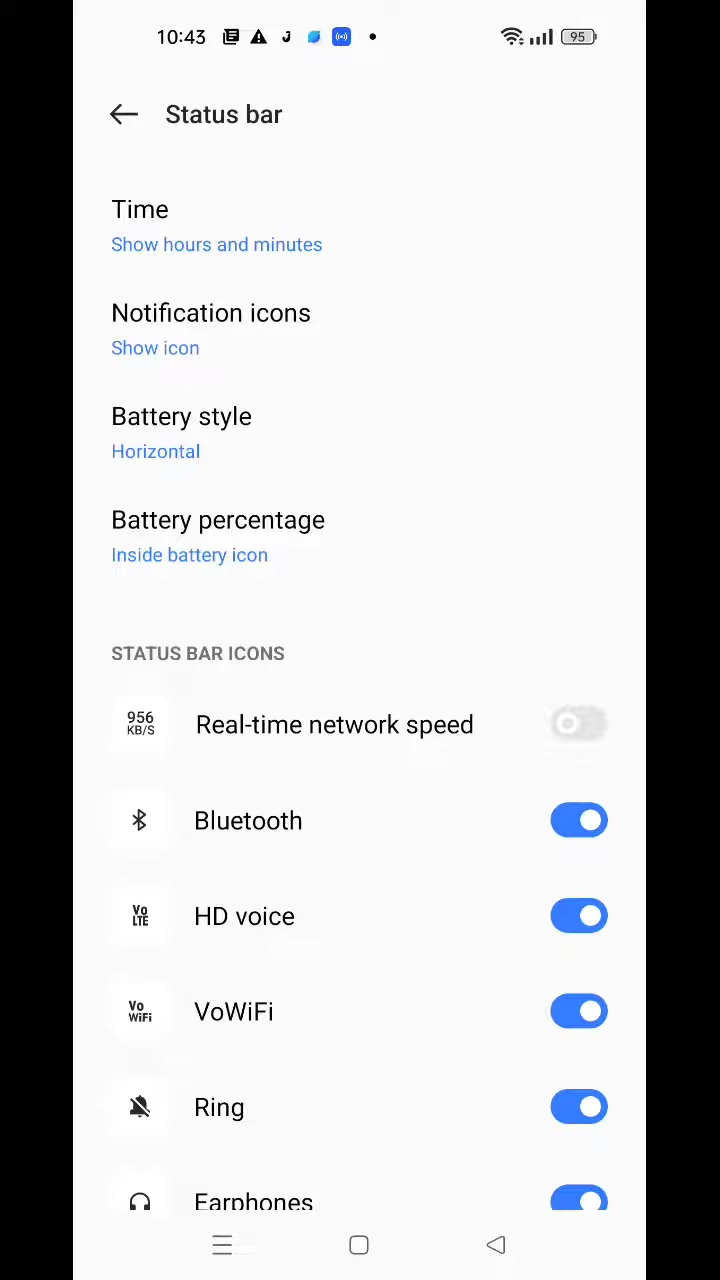 10:43
95
Status bar
Time
Show hours and minutes
Notification icons
Show icon
Battery style
Horizontal
Battery percentage
Inside battery icon
STATUS BAR ICONS
956
KB/S
Real-time network speed
Bluetooth
Vo
LTE
HD voice
Vo
WiFi
VoWiFi
Ring
Earphones